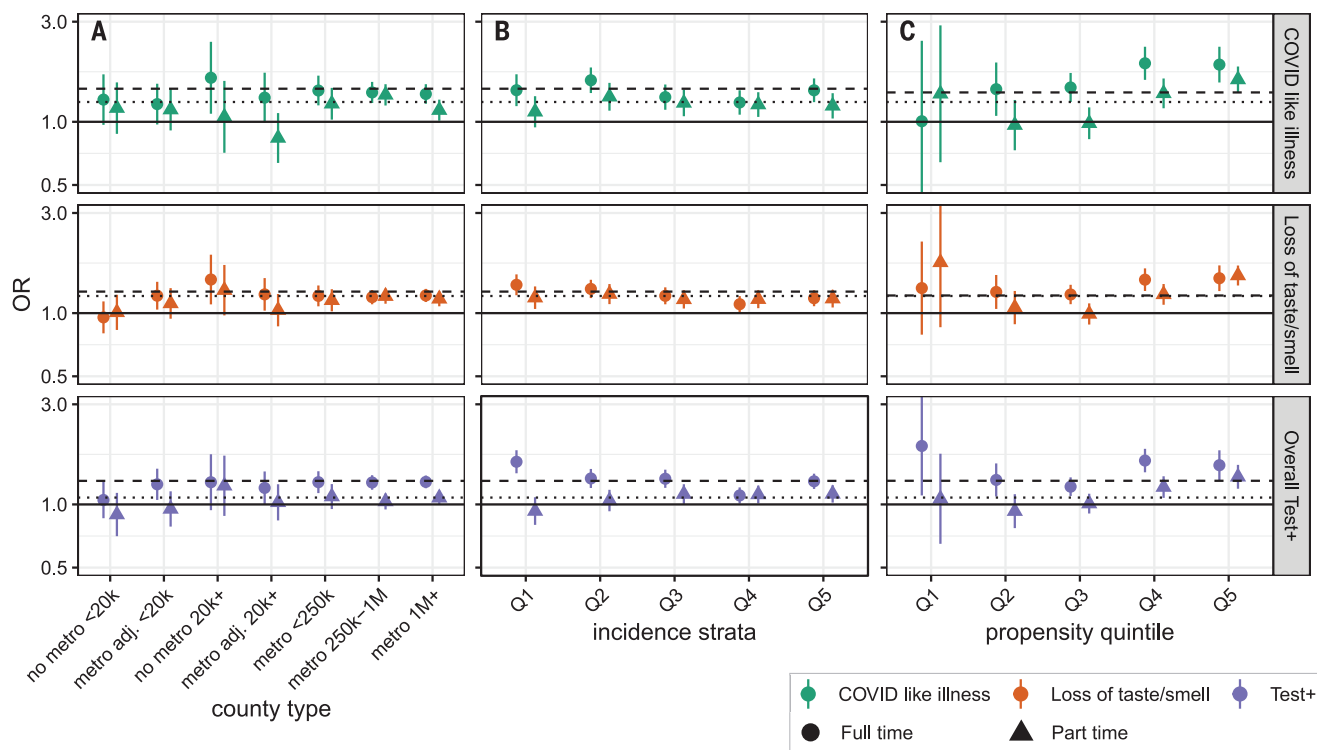 A
B
C
3.0
1.0
0.5
COVID like illness
3.0
1.0
0.5
Loss of taste/smell
3.0
1.0
0.5
Overall Test+
OR
no metro <20k
metro adj. <20k
no metro 20k+
metro adj. 20k+
metro <250k
metro 250k−1M
metro 1M+
county type
Q1
Q2
Q3
Q4
Q5
incidence strata
Q1
Q2
Q3
Q4
Q5
propensity quintile
COVID like illness
Loss of taste/smell
Test+
Full time
Part time